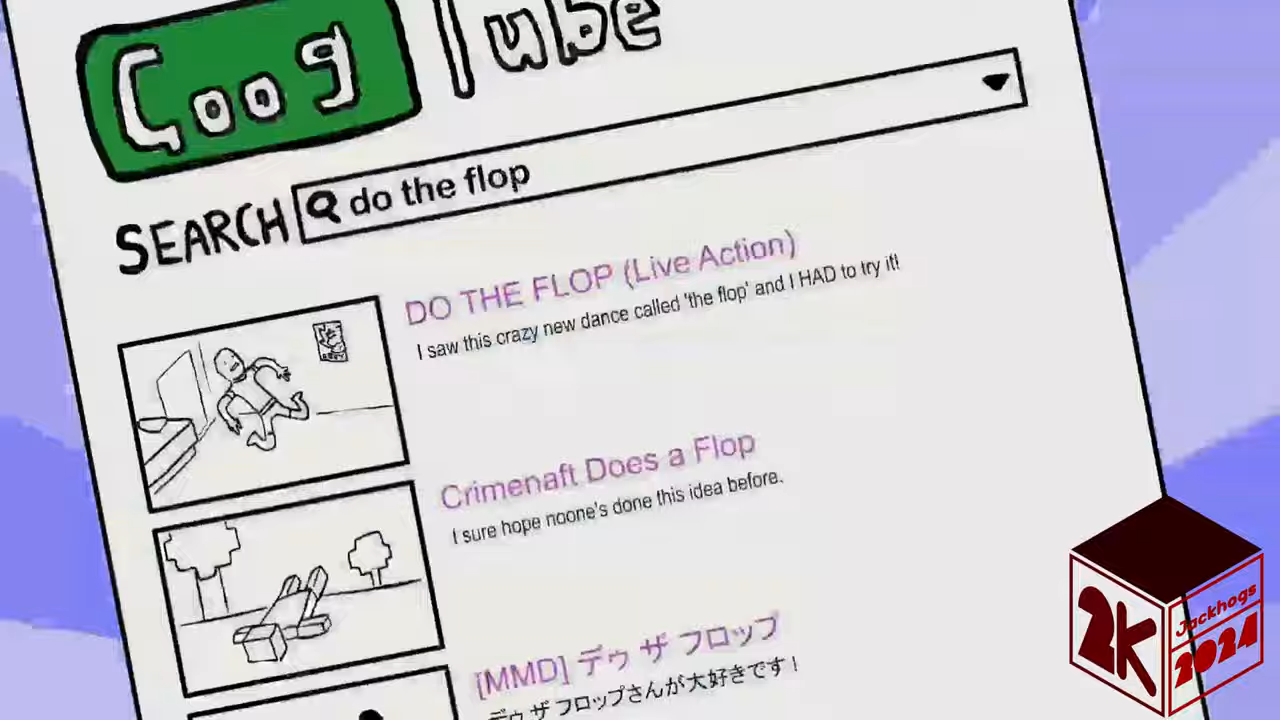 Coog Tube
SEARCH do the flop
DO THE FLOP (Live Action)
I saw this crazy new dance called 'the flop' and I HAD to try it!
Crimenaft Does a Flop
I sure hope noone's done this idea before.
[MMD] デゥ ザ フロップ
デゥ ザ フロップさんが大好きです！
2K
Jackhogs
2024